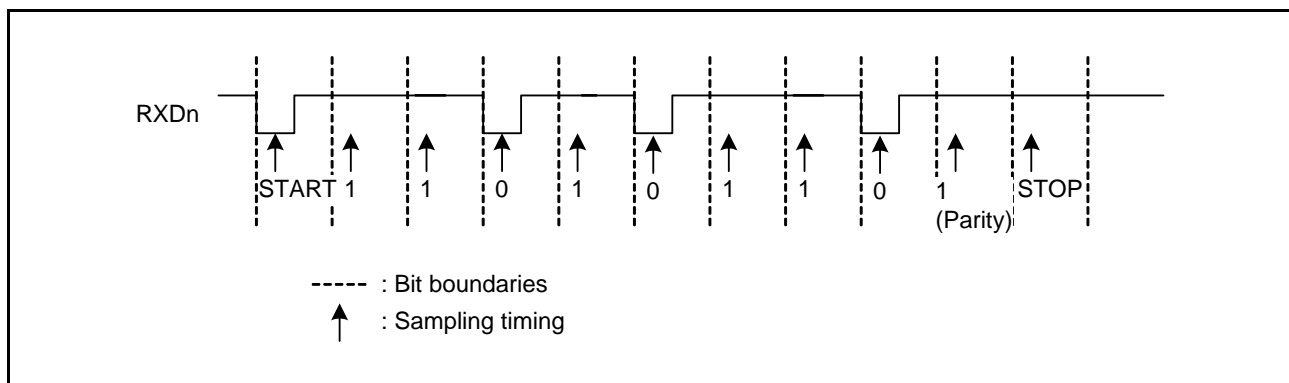 RXDn
START 1 1 0 1 0 1 1 0 1 STOP
(Parity)
: Bit boundaries
: Sampling timing